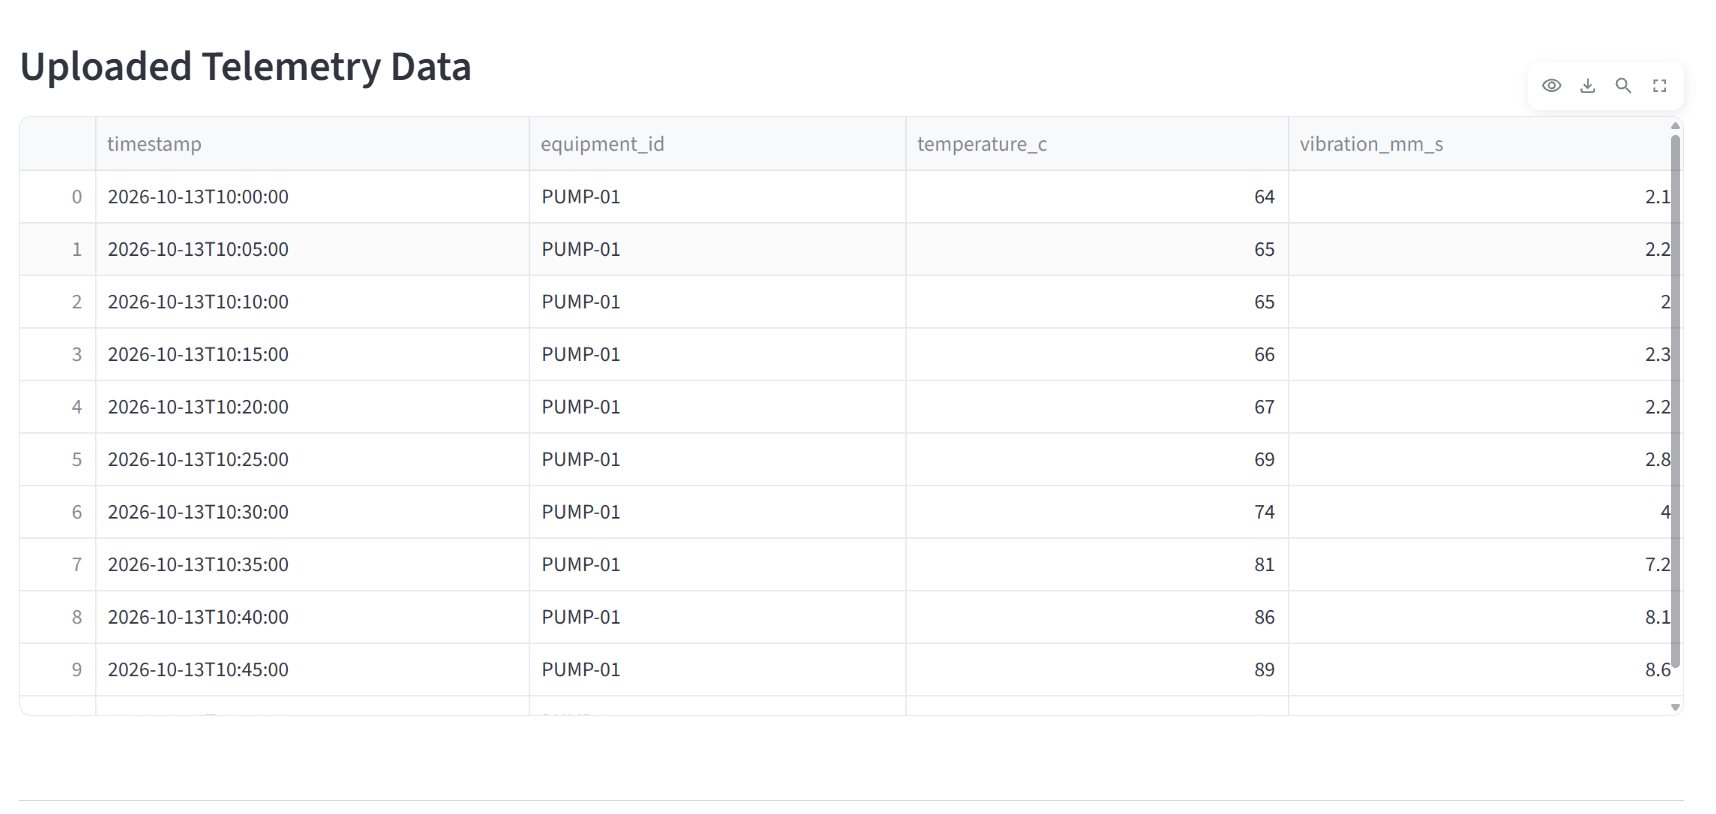 Uploaded Telemetry Data
timestamp equipment_id temperature_c vibration_mm_s
0 2026-10-13T10:00:00 PUMP-01 64 2.1
1 2026-10-13T10:05:00 PUMP-01 65 2.2
2 2026-10-13T10:10:00 PUMP-01 65 2
3 2026-10-13T10:15:00 PUMP-01 66 2.3
4 2026-10-13T10:20:00 PUMP-01 67 2.2
5 2026-10-13T10:25:00 PUMP-01 69 2.8
6 2026-10-13T10:30:00 PUMP-01 74 4
7 2026-10-13T10:35:00 PUMP-01 81 7.2
8 2026-10-13T10:40:00 PUMP-01 86 8.1
9 2026-10-13T10:45:00 PUMP-01 89 8.6